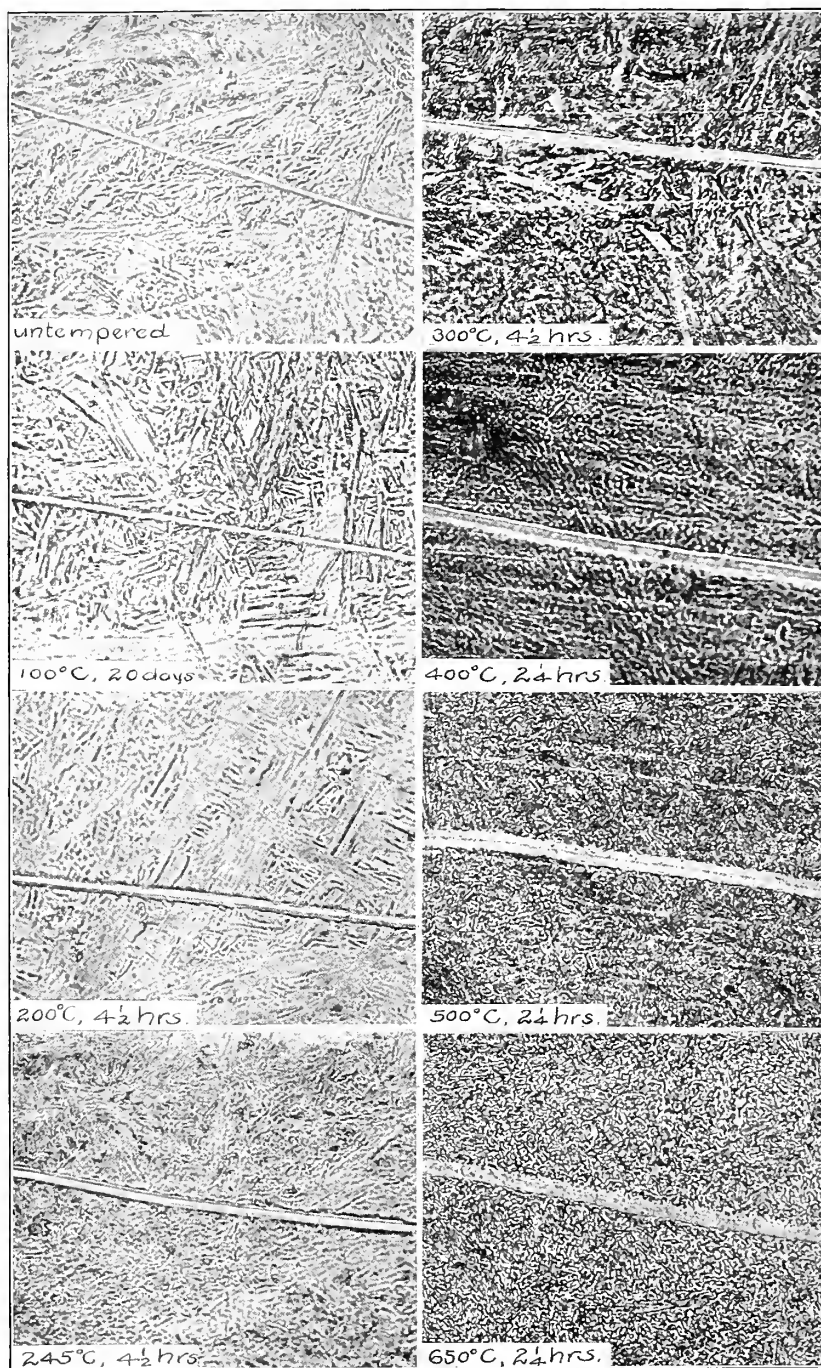 untempered
300°C, 4½ hrs.
100°C, 20 days
400°C, 2¼ hrs.
200°C, 4½ hrs.
500°C, 2¼ hrs.
245°C, 4½ hrs.
650°C, 2¼ hrs.